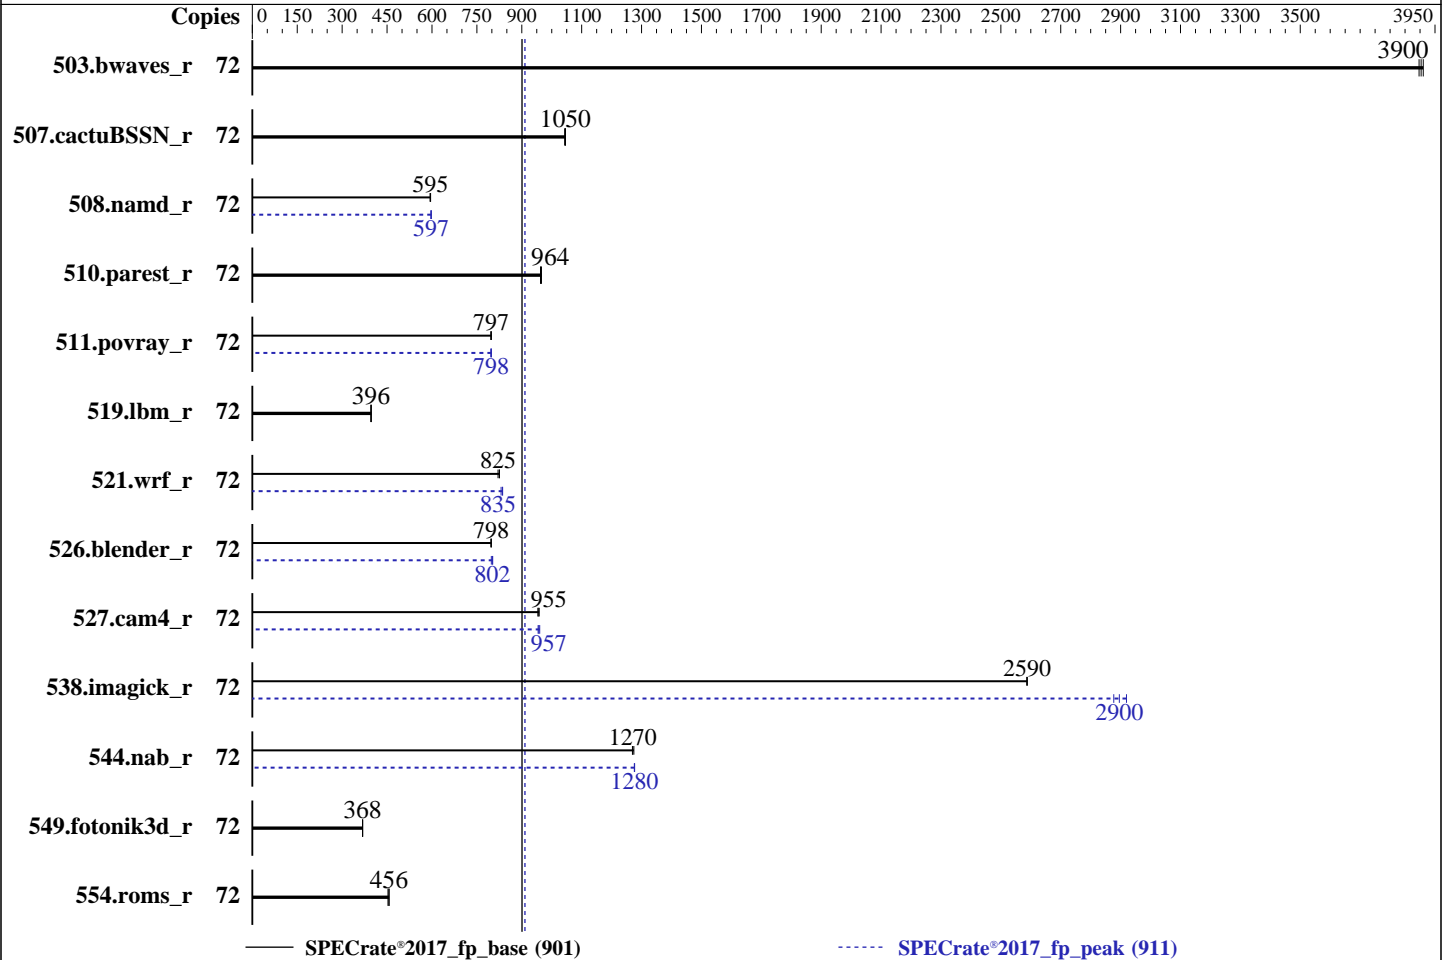 Copies 0 150 300 450 600 750 900 1100 1300 1500 1700 1900 2100 2300 2500 2700 2900 3100 3300 3500 3950
503.bwaves_r 72 3900
507.cactuBSSN_r 72 1050
508.namd_r 72 595
597
510.parest_r 72 964
511.povray_r 72 797
798
519.lbm_r 72 396
521.wrf_r 72 825
835
526.blender_r 72 798
802
527.cam4_r 72 955
957
538.imagick_r 72 2590
2900
544.nab_r 72 1270
1280
549.fotonik3d_r 72 368
554.roms_r 72 456
SPECrate®2017_fp_base (901) SPECrate®2017_fp_peak (911)